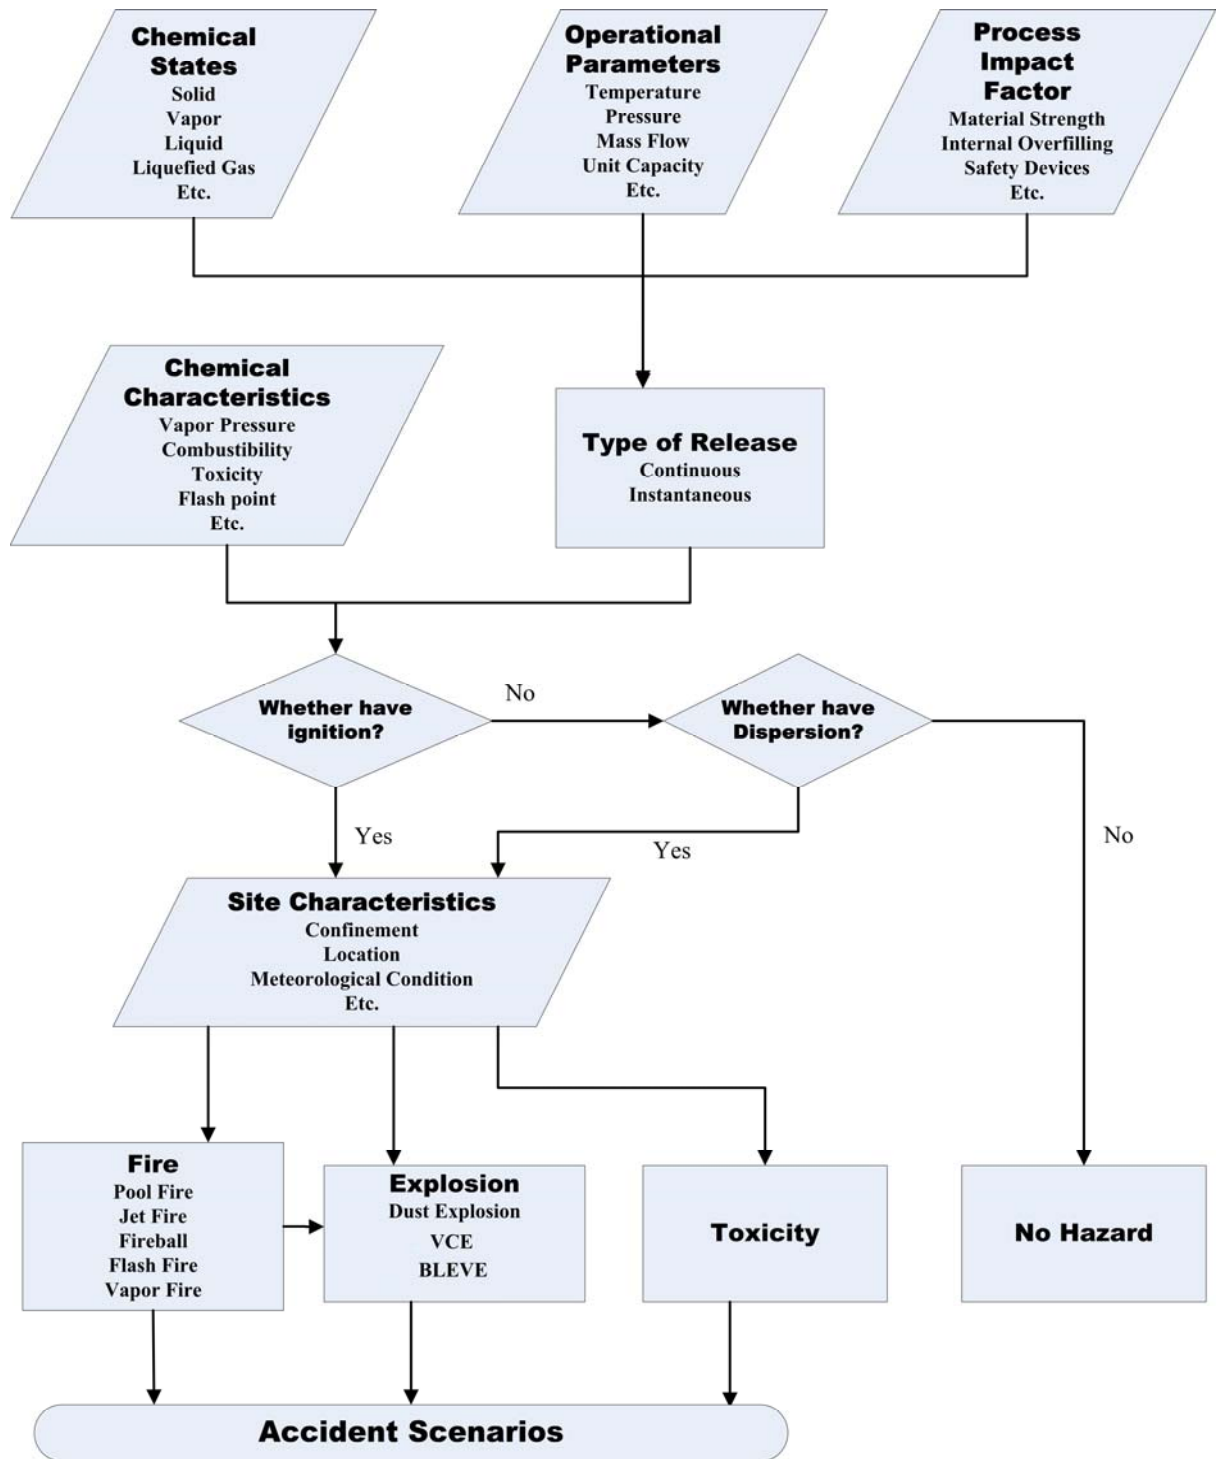 Chemical
States
Solid
Vapor
Liquid
Liquefied Gas
Etc.
Operational
Parameters
Temperature
Pressure
Mass Flow
Unit Capacity
Etc.
Process
Impact
Factor
Material Strength
Internal Overfilling
Safety Devices
Etc.
Chemical
Characteristics
Vapor Pressure
Combustibility
Toxicity
Flash point
Etc.
Type of Release
Continuous
Instantaneous
Whether have
ignition?
No
Whether have
Dispersion?
Yes
Yes
No
Site Characteristics
Confinement
Location
Meteorological Condition
Etc.
Fire
Pool Fire
Jet Fire
Fireball
Flash Fire
Vapor Fire
Explosion
Dust Explosion
VCE
BLEVE
Toxicity
No Hazard
Accident Scenarios